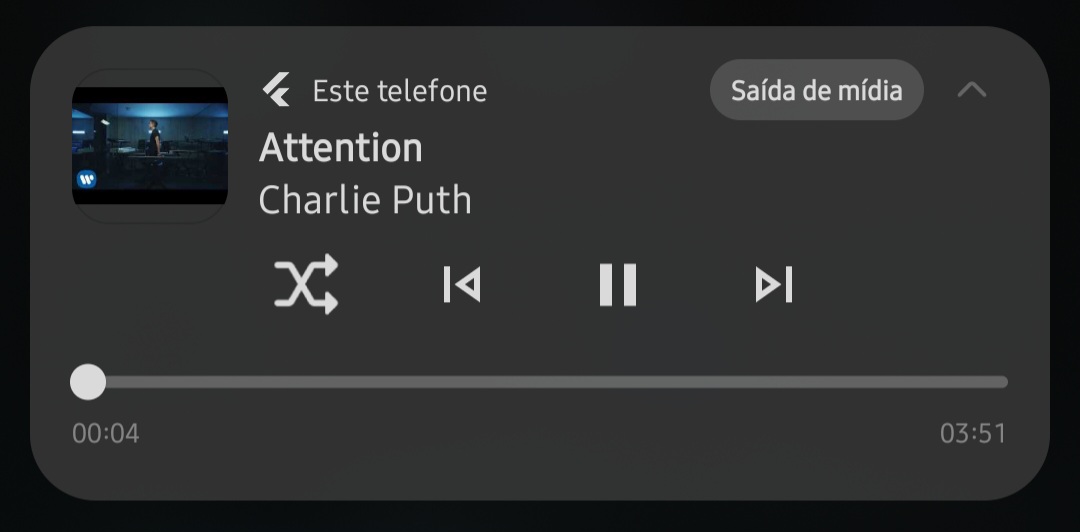 Este telefone
Saída de mídia
Attention
Charlie Puth
00:04
03:51